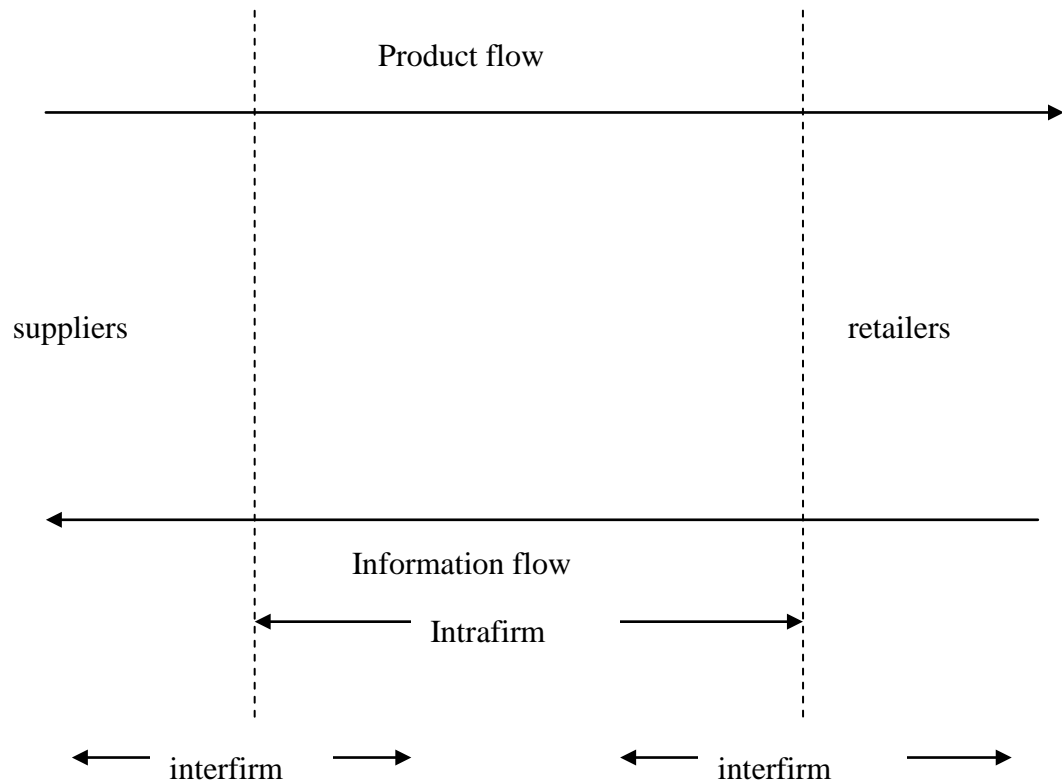 Product flow
suppliers
retailers
Information flow
Intrafirm
interfirm
interfirm